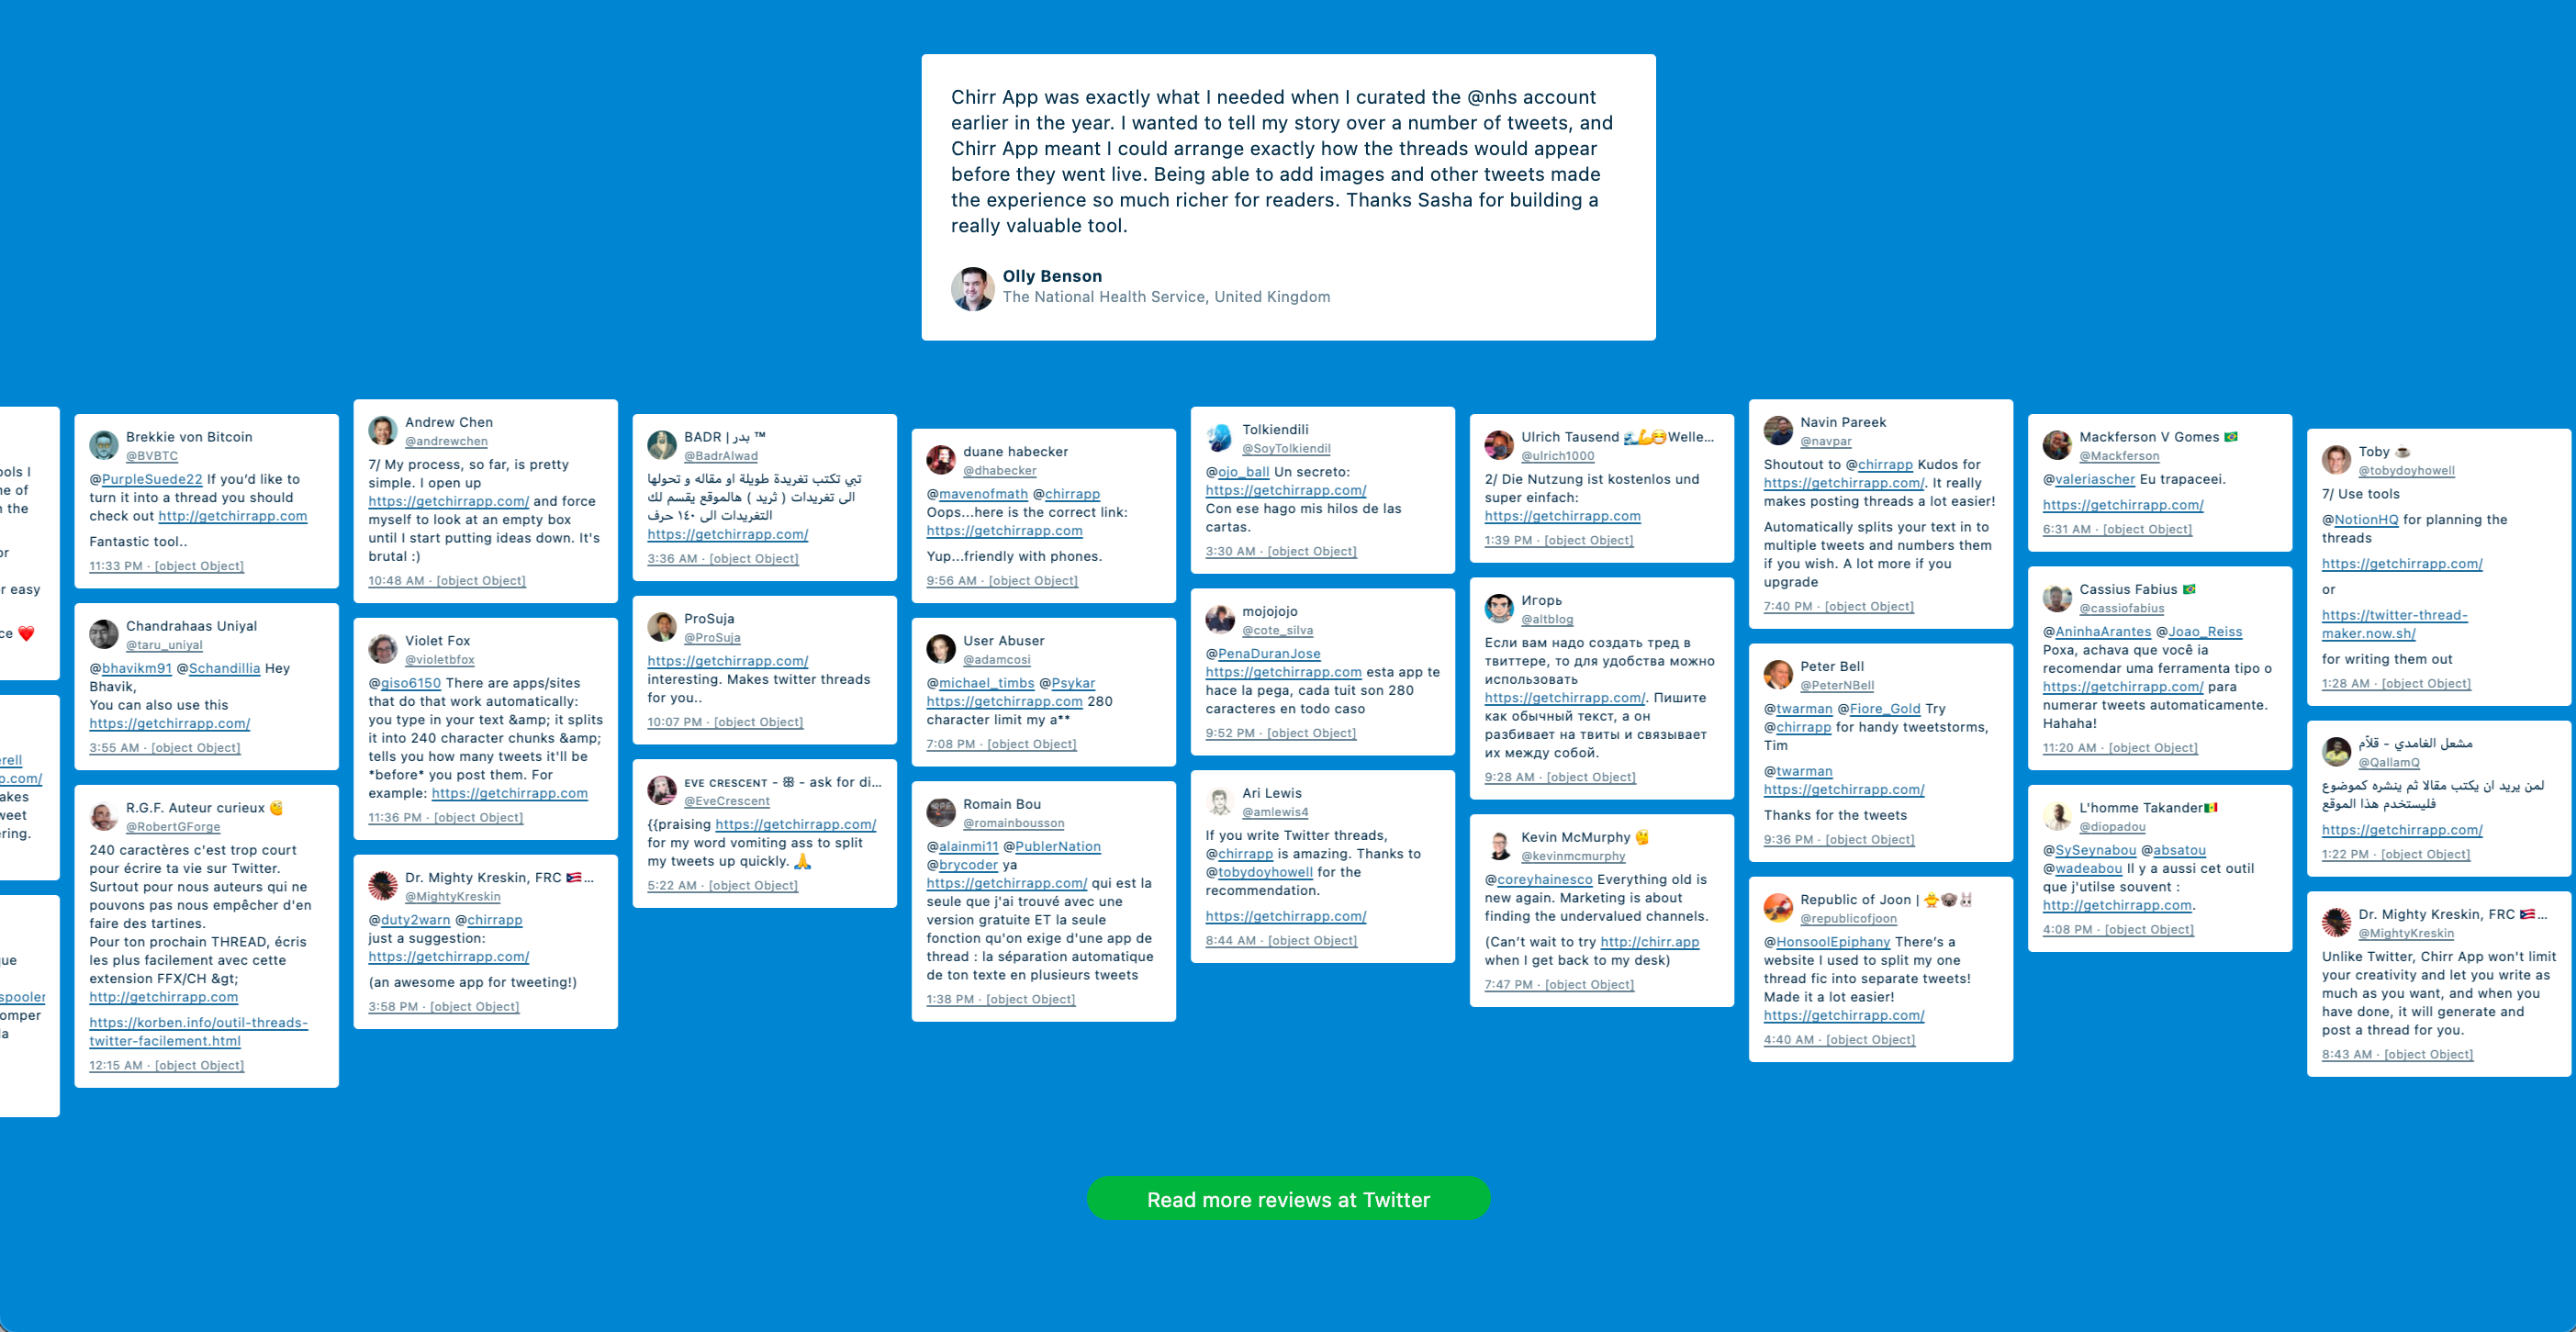 Chirr App was exactly what I needed when I curated the @nhs account
earlier in the year. I wanted to tell my story over a number of tweets, and
Chirr App meant I could arrange exactly how the threads would appear
before they went live. Being able to add images and other tweets made
the experience so much richer for readers. Thanks Sasha for building a
really valuable tool.
Olly Benson
The National Health Service, United Kingdom
ols I
e of
the
easy
ce ❤️
rell
p.com/
akes
weet
ering.
ue
spooler
omper
la
Brekkie von Bitcoin
@BVBTC
@PurpleSuede22 If you'd like to
turn it into a thread you should
check out http://getchirrapp.com
Fantastic tool..
11:33 PM · [object Object]
Chandrahaas Uniyal
@taru_uniyal
@bhavikm91 @Schandillia Hey
Bhavik,
You can also use this
https://getchirrapp.com/
3:55 AM · [object Object]
R.G.F. Auteur curieux 🧐
@RobertGForge
240 caractères c'est trop court
pour écrire ta vie sur Twitter.
Surtout pour nous auteurs qui ne
pouvons pas nous empêcher d'en
faire des tartines.
Pour ton prochain THREAD, écris
les plus facilement avec cette
extension FFX/CH &gt;
http://getchirrapp.com
https://korben.info/outil-threads-
twitter-facilement.html
12:15 AM · [object Object]
Andrew Chen
@andrewchen
7/ My process, so far, is pretty
simple. I open up
https://getchirrapp.com/ and force
myself to look at an empty box
until I start putting ideas down. It's
brutal :)
10:48 AM · [object Object]
Violet Fox
@violetbfox
@giso6150 There are apps/sites
that do that work automatically:
you type in your text &amp; it splits
it into 240 character chunks &amp;
tells you how many tweets it'll be
*before* you post them. For
example: https://getchirrapp.com
11:36 PM · [object Object]
Dr. Mighty Kreskin, FRC 🇵🇷...
@MightyKreskin
@duty2warn @chirrapp
just a suggestion:
https://getchirrapp.com/
(an awesome app for tweeting!)
3:58 PM · [object Object]
BADR | بدر ™
@BadrAlwad
تبي تكتب تغريدة طويلة او مقاله و تحولها
الى تغريدات ( ثريد ) هالموقع يقسم لك
التغريدات الى ١٤٠ حرف
https://getchirrapp.com/
3:36 AM · [object Object]
ProSuja
@ProSuja
https://getchirrapp.com/
interesting. Makes twitter threads
for you..
10:07 PM · [object Object]
ᴇᴠᴇ ᴄʀᴇsᴄᴇɴᴛ - ꕥ - ask for di...
@EveCrescent
{{praising https://getchirrapp.com/
for my word vomiting ass to split
my tweets up quickly. 🙏
5:22 AM · [object Object]
duane habecker
@dhabecker
@mavenofmath @chirrapp
Oops...here is the correct link:
https://getchirrapp.com
Yup...friendly with phones.
9:56 AM · [object Object]
User Abuser
@adamcosi
@michael_timbs @Psykar
https://getchirrapp.com 280
character limit my a**
7:08 PM · [object Object]
Romain Bou
@romainbousson
@alainmi11 @PublerNation
@brycoder ya
https://getchirrapp.com/ qui est la
seule que j'ai trouvé avec une
version gratuite ET la seule
fonction qu'on exige d'une app de
thread : la séparation automatique
de ton texte en plusieurs tweets
1:38 PM · [object Object]
Tolkiendili
@SoyTolkiendil
@ojo_ball Un secreto:
https://getchirrapp.com/
Con ese hago mis hilos de las
cartas.
3:30 AM · [object Object]
mojojojo
@cote_silva
@PenaDuranJose
https://getchirrapp.com esta app te
hace la pega, cada tuit son 280
caracteres en todo caso
9:52 PM · [object Object]
Ari Lewis
@amlewis4
If you write Twitter threads,
@chirrapp is amazing. Thanks to
@tobydoyhowell for the
recommendation.
https://getchirrapp.com/
8:44 AM · [object Object]
Ulrich Tausend 🌊💪😷Welle...
@ulrich1000
2/ Die Nutzung ist kostenlos und
super einfach:
https://getchirrapp.com
1:39 PM · [object Object]
Игорь
@altblog
Если вам надо создать тред в
твиттере, то для удобства можно
использовать
https://getchirrapp.com/. Пишите
как обычный текст, а он
разбивает на твиты и связывает
их между собой.
9:28 AM · [object Object]
Kevin McMurphy 🤔
@kevinmcmurphy
@coreyhainesco Everything old is
new again. Marketing is about
finding the undervalued channels.
(Can't wait to try http://chirr.app
when I get back to my desk)
7:47 PM · [object Object]
Navin Pareek
@navpar
Shoutout to @chirrapp Kudos for
https://getchirrapp.com/. It really
makes posting threads a lot easier!
Automatically splits your text in to
multiple tweets and numbers them
if you wish. A lot more if you
upgrade
7:40 PM · [object Object]
Peter Bell
@PeterNBell
@twarman @Fiore_Gold Try
@chirrapp for handy tweetstorms,
Tim
@twarman
https://getchirrapp.com/
Thanks for the tweets
9:36 PM · [object Object]
Republic of Joon | 🐥🐨🐰
@republicofjoon
@HonsoolEpiphany There's a
website I used to split my one
thread fic into separate tweets!
Made it a lot easier!
https://getchirrapp.com/
4:40 AM · [object Object]
Mackferson V Gomes 🇧🇷
@Mackferson
@valeriascher Eu trapaceei.
https://getchirrapp.com/
6:31 AM · [object Object]
Cassius Fabius 🇧🇷
@cassiofabius
@AninhaArantes @Joao_Reiss
Poxa, achava que você ia
recomendar uma ferramenta tipo o
https://getchirrapp.com/ para
numerar tweets automaticamente.
Hahaha!
11:20 AM · [object Object]
L'homme Takander🇸🇳
@diopadou
@SySeynabou @absatou
@wadeabou Il y a aussi cet outil
que j'utilse souvent :
http://getchirrapp.com.
4:08 PM · [object Object]
Toby ☕
@tobydoyhowell
7/ Use tools
@NotionHQ for planning the
threads
https://getchirrapp.com/
or
https://twitter-thread-
maker.now.sh/
for writing them out
1:28 AM · [object Object]
مشعل الغامدي - قلاّم
@QallamQ
لمن يريد ان يكتب مقالا ثم ينشره كموضوع
فليستخدم هذا الموقع
https://getchirrapp.com/
1:22 PM · [object Object]
Dr. Mighty Kreskin, FRC 🇵🇷...
@MightyKreskin
Unlike Twitter, Chirr App won't limit
your creativity and let you write as
much as you want, and when you
have done, it will generate and
post a thread for you.
8:43 AM · [object Object]
Read more reviews at Twitter